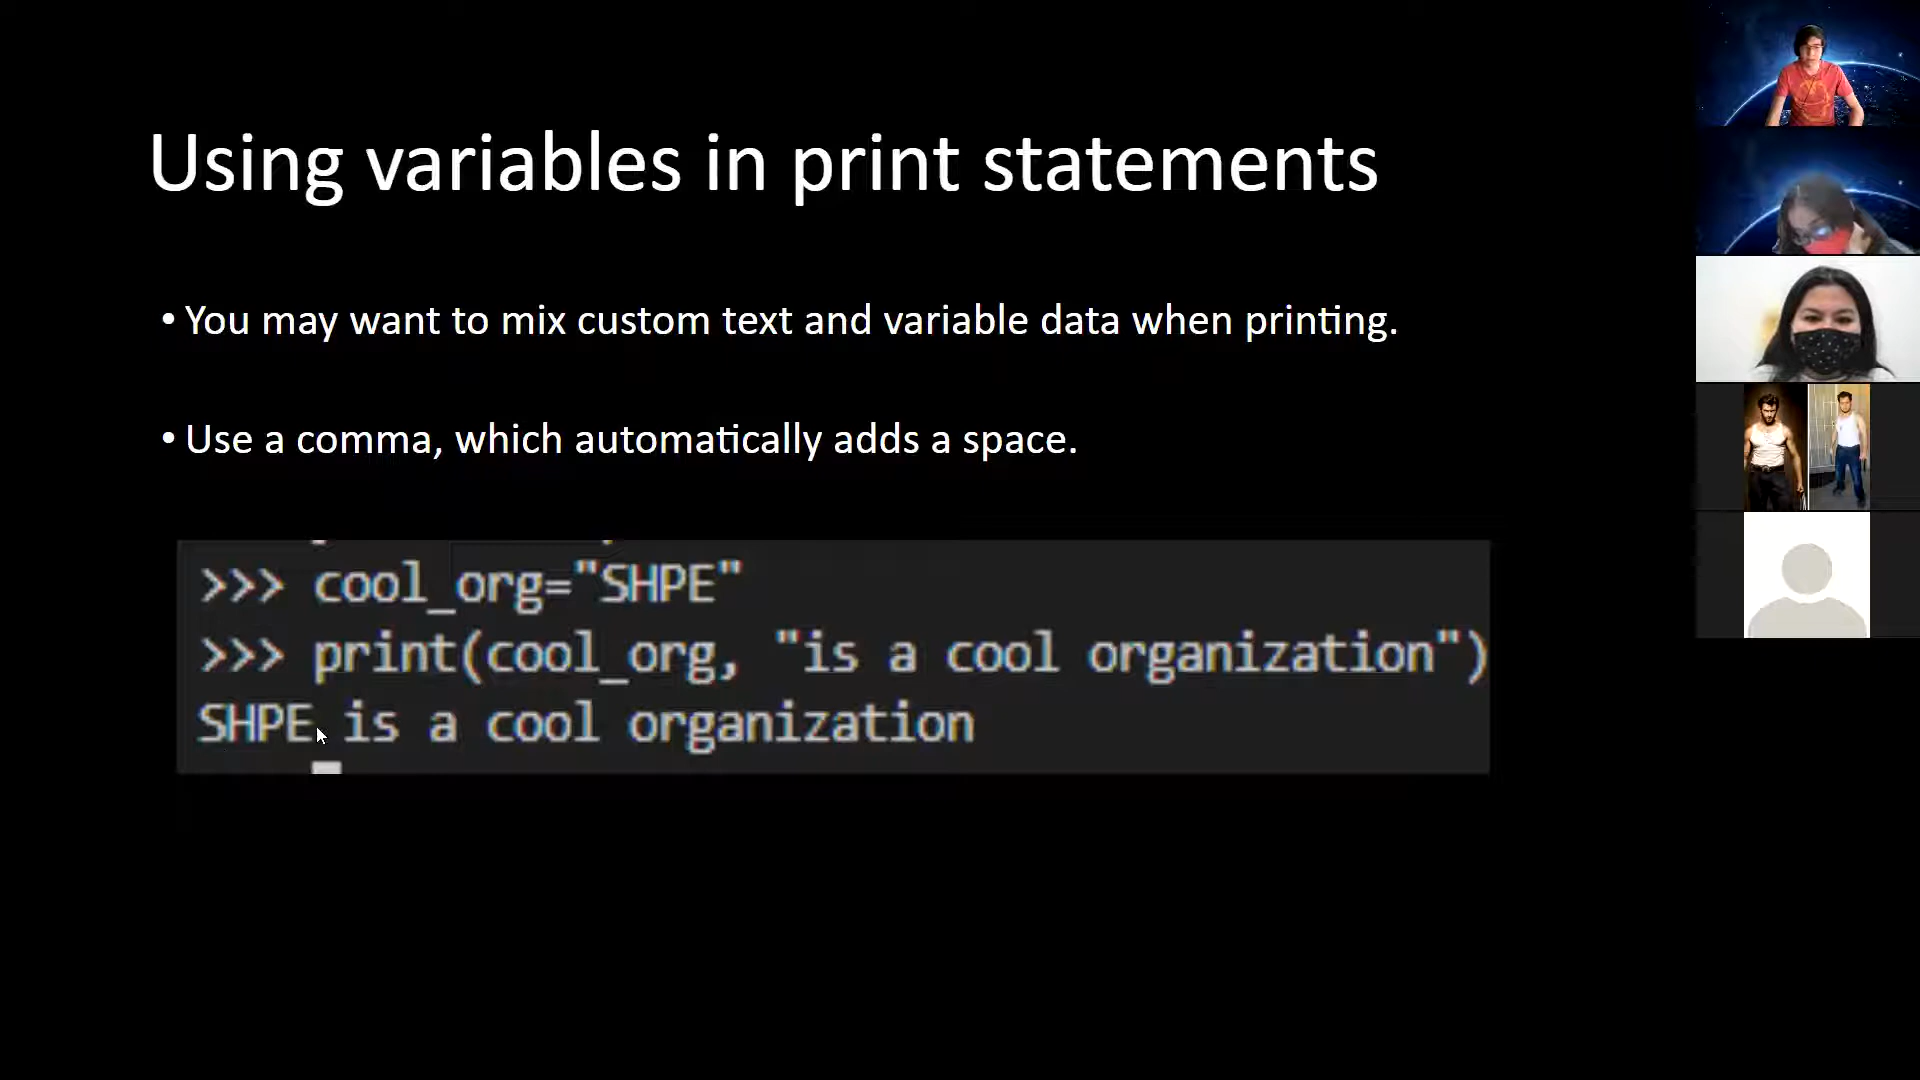 Using variables in print statements
• You may want to mix custom text and variable data when printing.
• Use a comma, which automatically adds a space.
>>> cool_org="SHPE"
>>> print(cool_org, "is a cool organization")
SHPE is a cool organization